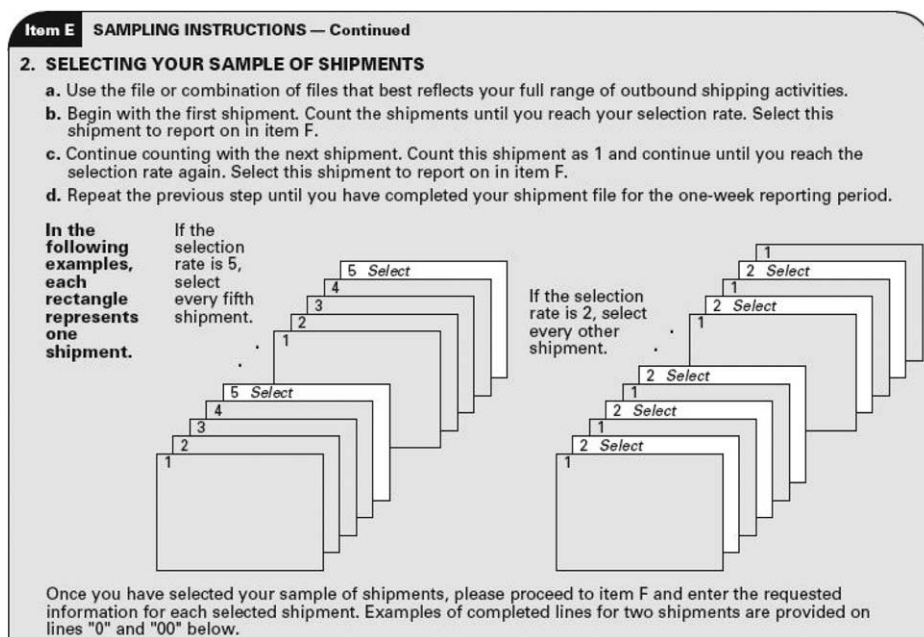 Item E SAMPLING INSTRUCTIONS — Continued
2. SELECTING YOUR SAMPLE OF SHIPMENTS
a. Use the file or combination of files that best reflects your full range of outbound shipping activities.
b. Begin with the first shipment. Count the shipments until you reach your selection rate. Select this
shipment to report on in item F.
c. Continue counting with the next shipment. Count this shipment as 1 and continue until you reach the
selection rate again. Select this shipment to report on in item F.
d. Repeat the previous step until you have completed your shipment file for the one-week reporting period.
In the
following
examples,
each
rectangle
represents
one
shipment.
If the
selection
rate is 5,
select
every fifth
shipment.
5 Select
4
3
2
1
5 Select
4
3
2
1
If the selection
rate is 2, select
every other
shipment.
1
2 Select
1
2 Select
1
2 Select
1
2 Select
1
2 Select
1
Once you have selected your sample of shipments, please proceed to item F and enter the requested
information for each selected shipment. Examples of completed lines for two shipments are provided on
lines "0" and "00" below.